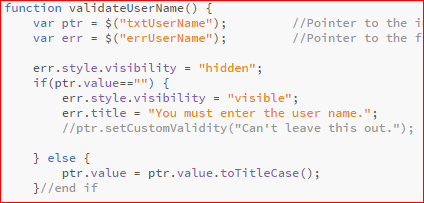 function validateUserName() {
var ptr = $("txtUserName"); //Pointer to the
var err = $("errUserName"); //Pointer to the
err.style.visibility = "hidden";
if(ptr.value=="") {
err.style.visibility = "visible";
err.title = "You must enter the user name.";
//ptr.setCustomValidity("Can't leave this out.");
} else {
ptr.value = ptr.value.toTitleCase();
}//end if